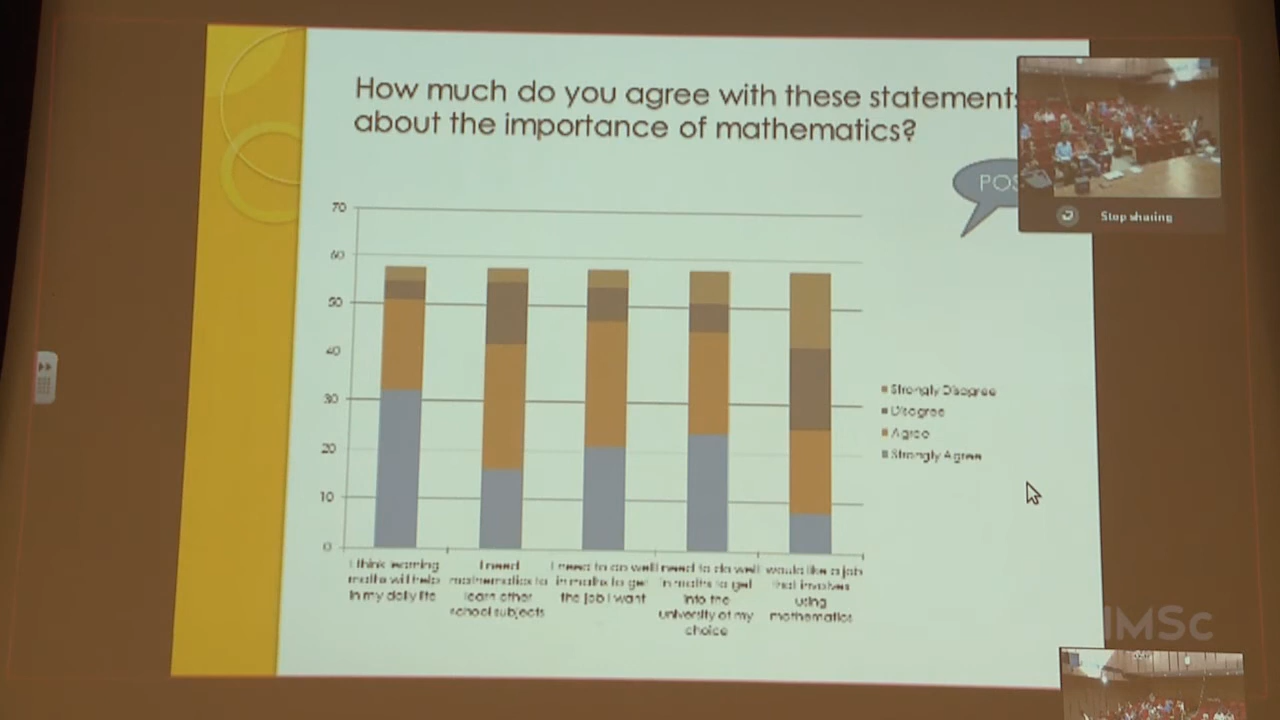 How much do you agree with these statements
about the importance of mathematics?
POS
Stop sharing
70
60
50
40
30
20
10
0
Strongly Disagree
Disagree
Agree
Strongly Agree
I think learning
maths will help
in my daily life
I need
mathematics to
learn other
school subjects
I need to do well
in maths to get
the job I want
I need to do well
in maths to get
into the
university of my
choice
would like a job
that involves
using
mathematics
IMSc